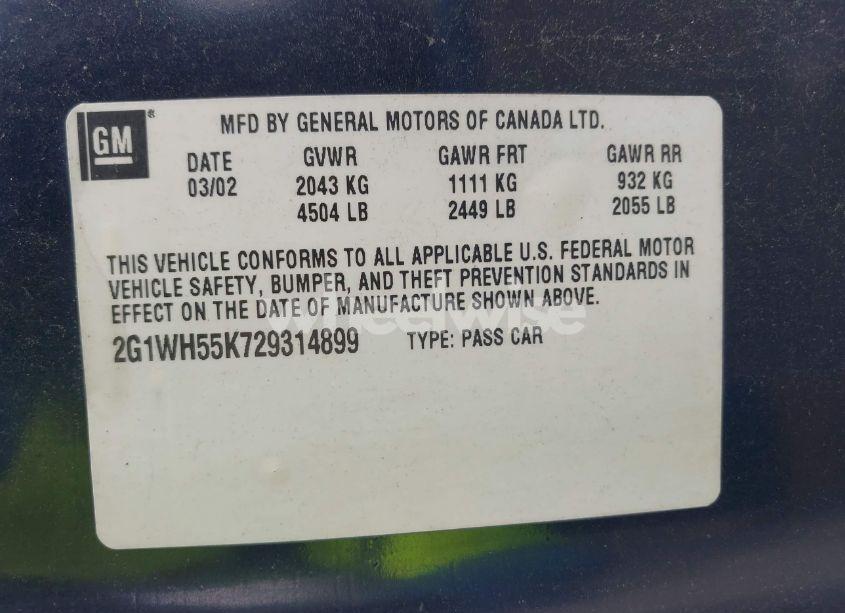 GM
MFD BY GENERAL MOTORS OF CANADA LTD.
DATE GVWR GAWR FRT GAWR RR
03/02 2043 KG 1111 KG 932 KG
4504 LB 2449 LB 2055 LB
THIS VEHICLE CONFORMS TO ALL APPLICABLE U.S. FEDERAL MOTOR
VEHICLE SAFETY, BUMPER, AND THEFT PREVENTION STANDARDS IN
EFFECT ON THE DATE OF MANUFACTURE SHOWN ABOVE.
wheelwise
2G1WH55K729314899 TYPE: PASS CAR